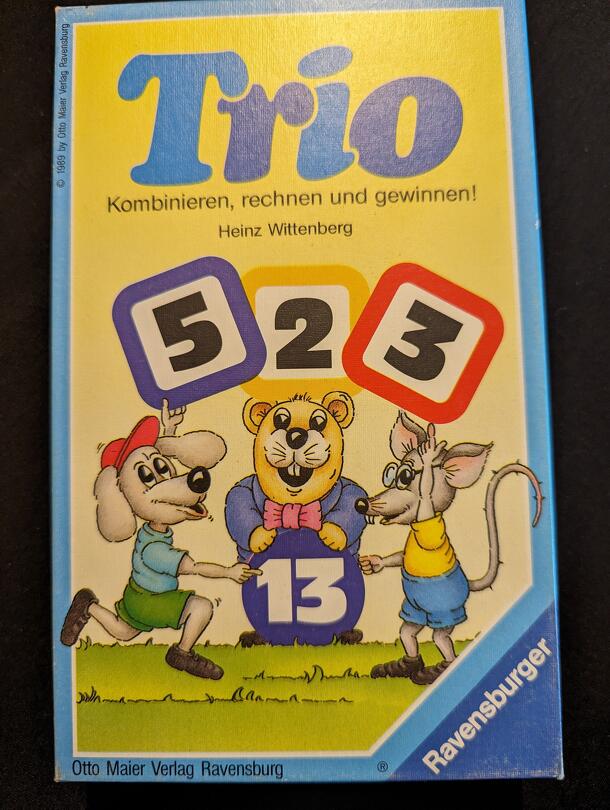 © 1989 by Otto Maier Verlag Ravensburg
Trio
Kombinieren, rechnen und gewinnen!
Heinz Wittenberg
5 2 3
13
Ravensburger
Otto Maier Verlag Ravensburg ®